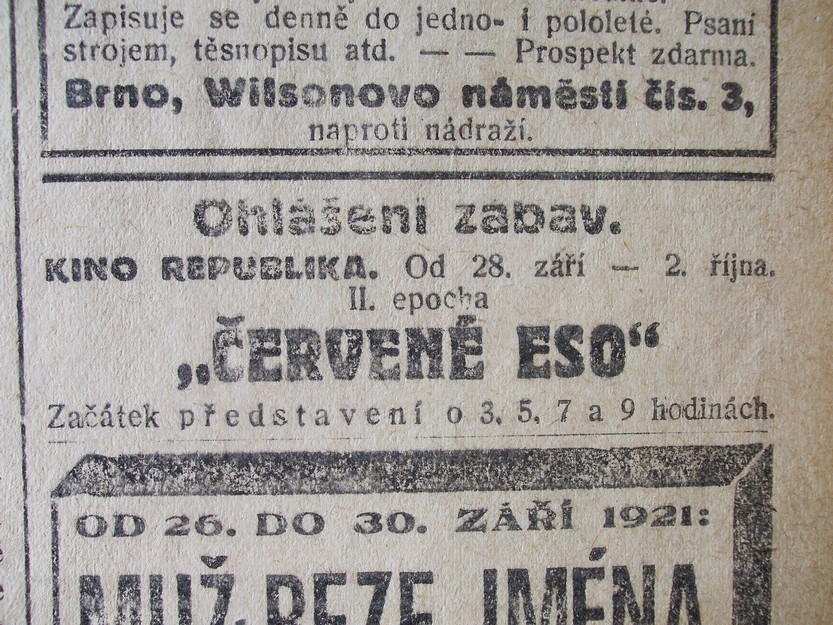 Zapisuje se denně do jedno- i pololeté. Psaní
strojem, těsnopisu atd. — — Prospekt zdarma.
Brno, Wilsonovo náměstí čís. 3,
naproti nádraží.
Ohlášení zábav.
KINO REPUBLIKA. Od 28. září — 2. října.
II. epocha
„ČERVENÉ ESO“
Začátek představení o 3, 5, 7 a 9 hodinách.
OD 26. DO 30. ZÁŘÍ 1921:
MUŽ BEZE JMÉNA